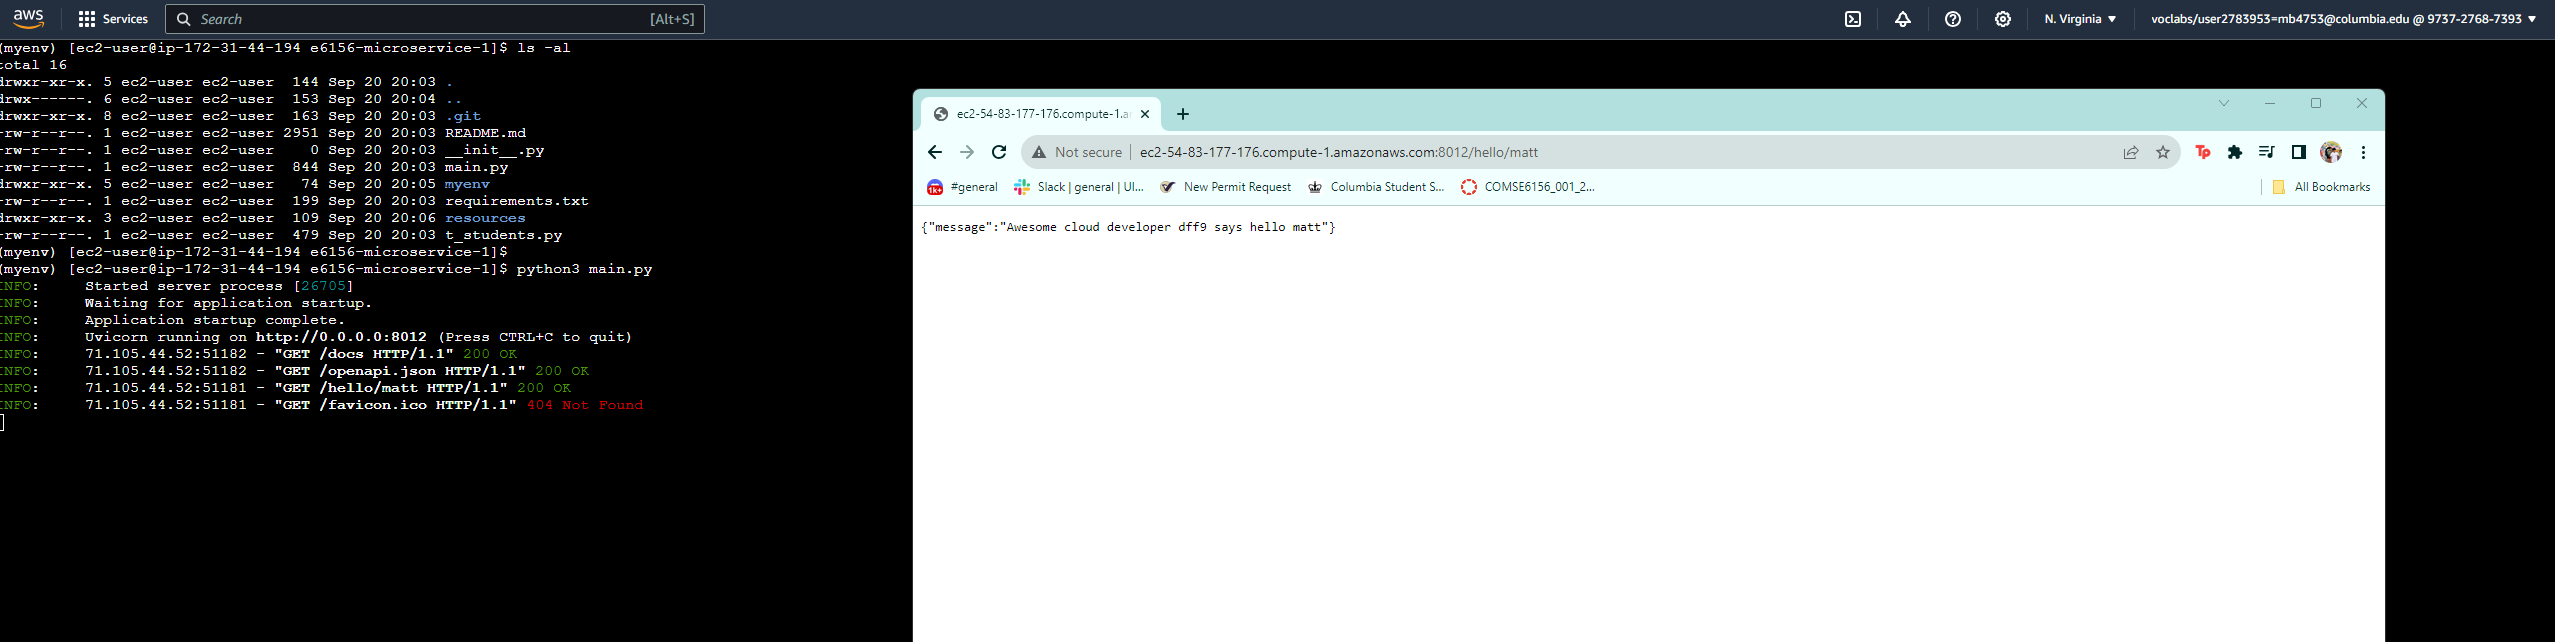 aws Services Search [Alt+S] N. Virginia voclabs/user2783953=mb4753@columbia.edu @ 9737-2768-7393
(myenv) [ec2-user@ip-172-31-44-194 e6156-microservice-1]$ ls -al
total 16
drwxr-xr-x. 5 ec2-user ec2-user 144 Sep 20 20:03 .
drwx------. 6 ec2-user ec2-user 153 Sep 20 20:04 ..
drwxr-xr-x. 8 ec2-user ec2-user 163 Sep 20 20:03 .git
-rw-r--r--. 1 ec2-user ec2-user 2951 Sep 20 20:03 README.md
-rw-r--r--. 1 ec2-user ec2-user 0 Sep 20 20:03 __init__.py
-rw-r--r--. 1 ec2-user ec2-user 844 Sep 20 20:03 main.py
drwxr-xr-x. 5 ec2-user ec2-user 74 Sep 20 20:05 myenv
-rw-r--r--. 1 ec2-user ec2-user 199 Sep 20 20:03 requirements.txt
drwxr-xr-x. 3 ec2-user ec2-user 109 Sep 20 20:06 resources
-rw-r--r--. 1 ec2-user ec2-user 479 Sep 20 20:03 t_students.py
(myenv) [ec2-user@ip-172-31-44-194 e6156-microservice-1]$
(myenv) [ec2-user@ip-172-31-44-194 e6156-microservice-1]$ python3 main.py
INFO: Started server process [26705]
INFO: Waiting for application startup.
INFO: Application startup complete.
INFO: Uvicorn running on http://0.0.0.0:8012 (Press CTRL+C to quit)
INFO: 71.105.44.52:51182 - "GET /docs HTTP/1.1" 200 OK
INFO: 71.105.44.52:51182 - "GET /openapi.json HTTP/1.1" 200 OK
INFO: 71.105.44.52:51181 - "GET /hello/matt HTTP/1.1" 200 OK
INFO: 71.105.44.52:51181 - "GET /favicon.ico HTTP/1.1" 404 Not Found
ec2-54-83-177-176.compute-1.a
Not secure ec2-54-83-177-176.compute-1.amazonaws.com:8012/hello/matt Tp
1k+ #general Slack | general | UI... New Permit Request Columbia Student S... COMSE6156_001_2... All Bookmarks
{"message":"Awesome cloud developer dff9 says hello matt"}